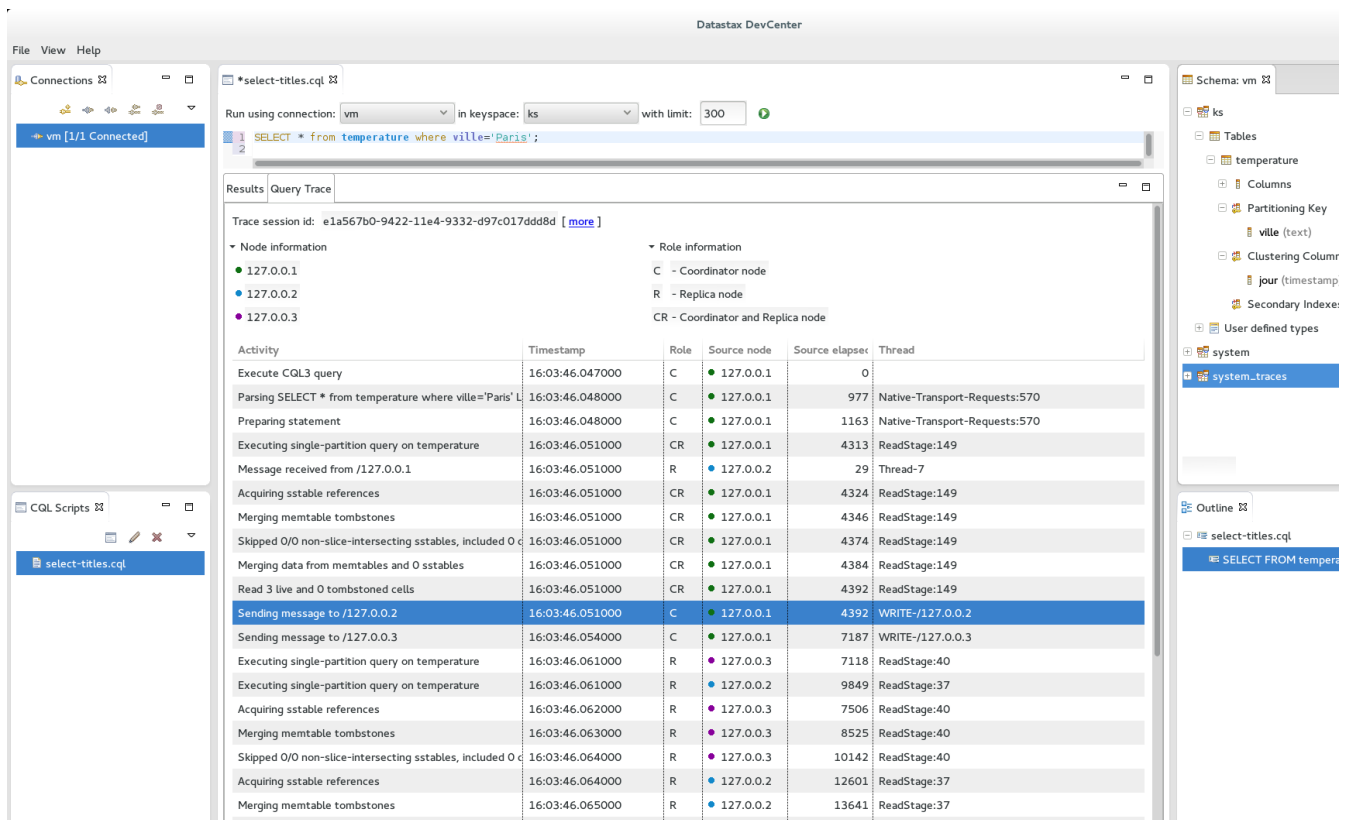 Datastax DevCenter
File View Help
Connections
vm [1/1 Connected]
CQL Scripts
select-titles.cql
*select-titles.cql
Run using connection: vm in keyspace: ks with limit: 300
1 SELECT * from temperature where ville='Paris';
2
Results Query Trace
Trace session id: e1a567b0-9422-11e4-9332-d97c017ddd8d [ more ]
Node information Role information
127.0.0.1 C - Coordinator node
127.0.0.2 R - Replica node
127.0.0.3 CR - Coordinator and Replica node
Activity Timestamp Role Source node Source elapsec Thread
Execute CQL3 query 16:03:46.047000 C 127.0.0.1 0
Parsing SELECT * from temperature where ville='Paris' L 16:03:46.048000 C 127.0.0.1 977 Native-Transport-Requests:570
Preparing statement 16:03:46.048000 C 127.0.0.1 1163 Native-Transport-Requests:570
Executing single-partition query on temperature 16:03:46.051000 CR 127.0.0.1 4313 ReadStage:149
Message received from /127.0.0.1 16:03:46.051000 R 127.0.0.2 29 Thread-7
Acquiring sstable references 16:03:46.051000 CR 127.0.0.1 4324 ReadStage:149
Merging memtable tombstones 16:03:46.051000 CR 127.0.0.1 4346 ReadStage:149
Skipped 0/0 non-slice-intersecting sstables, included 0 c 16:03:46.051000 CR 127.0.0.1 4374 ReadStage:149
Merging data from memtables and 0 sstables 16:03:46.051000 CR 127.0.0.1 4384 ReadStage:149
Read 3 live and 0 tombstoned cells 16:03:46.051000 CR 127.0.0.1 4392 ReadStage:149
Sending message to /127.0.0.2 16:03:46.051000 C 127.0.0.1 4392 WRITE-/127.0.0.2
Sending message to /127.0.0.3 16:03:46.054000 C 127.0.0.1 7187 WRITE-/127.0.0.3
Executing single-partition query on temperature 16:03:46.061000 R 127.0.0.3 7118 ReadStage:40
Executing single-partition query on temperature 16:03:46.061000 R 127.0.0.2 9849 ReadStage:37
Acquiring sstable references 16:03:46.062000 R 127.0.0.3 7506 ReadStage:40
Merging memtable tombstones 16:03:46.063000 R 127.0.0.3 8525 ReadStage:40
Skipped 0/0 non-slice-intersecting sstables, included 0 c 16:03:46.064000 R 127.0.0.3 10142 ReadStage:40
Acquiring sstable references 16:03:46.064000 R 127.0.0.2 12601 ReadStage:37
Merging memtable tombstones 16:03:46.065000 R 127.0.0.2 13641 ReadStage:37
Schema: vm
ks
Tables
temperature
Columns
Partitioning Key
ville (text)
Clustering Colum
jour (timestamp
Secondary Indexe
User defined types
system
system_traces
Outline
select-titles.cql
SELECT FROM tempera